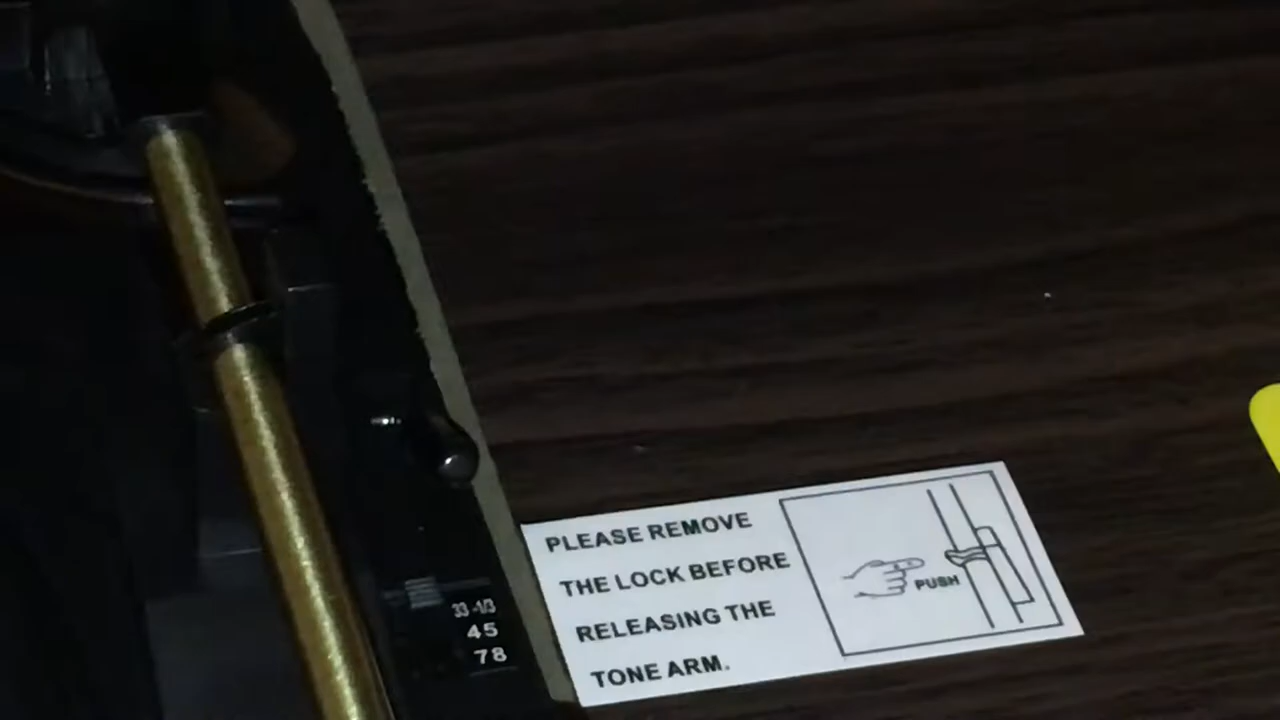 PLEASE REMOVE
THE LOCK BEFORE
RELEASING THE
TONE ARM.
PUSH
33-1/3
45
78